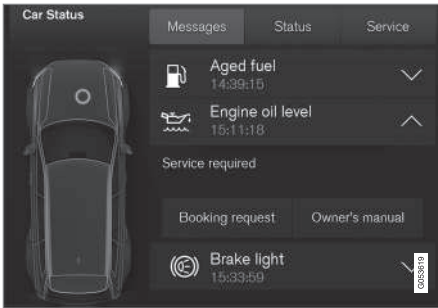 Car Status
Messages Status Service
Aged fuel
14:39:15
Engine oil level
15:11:18
Service required
Booking request Owner's manual
Brake light
15:33:59
G053619